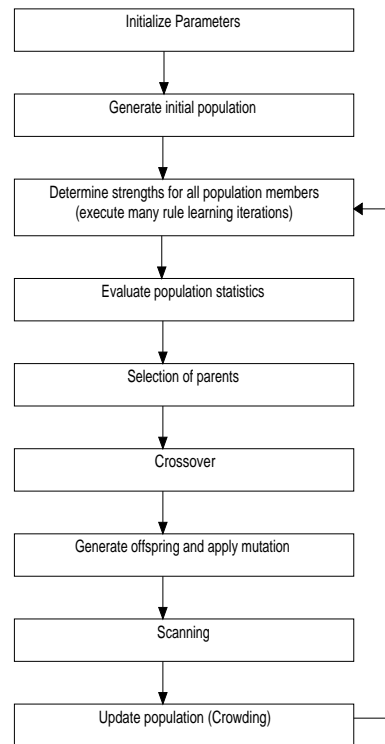 Initialize Parameters
Generate initial population
Determine strengths for all population members
(execute many rule learning iterations)
Evaluate population statistics
Selection of parents
Crossover
Generate offspring and apply mutation
Scanning
Update population (Crowding)